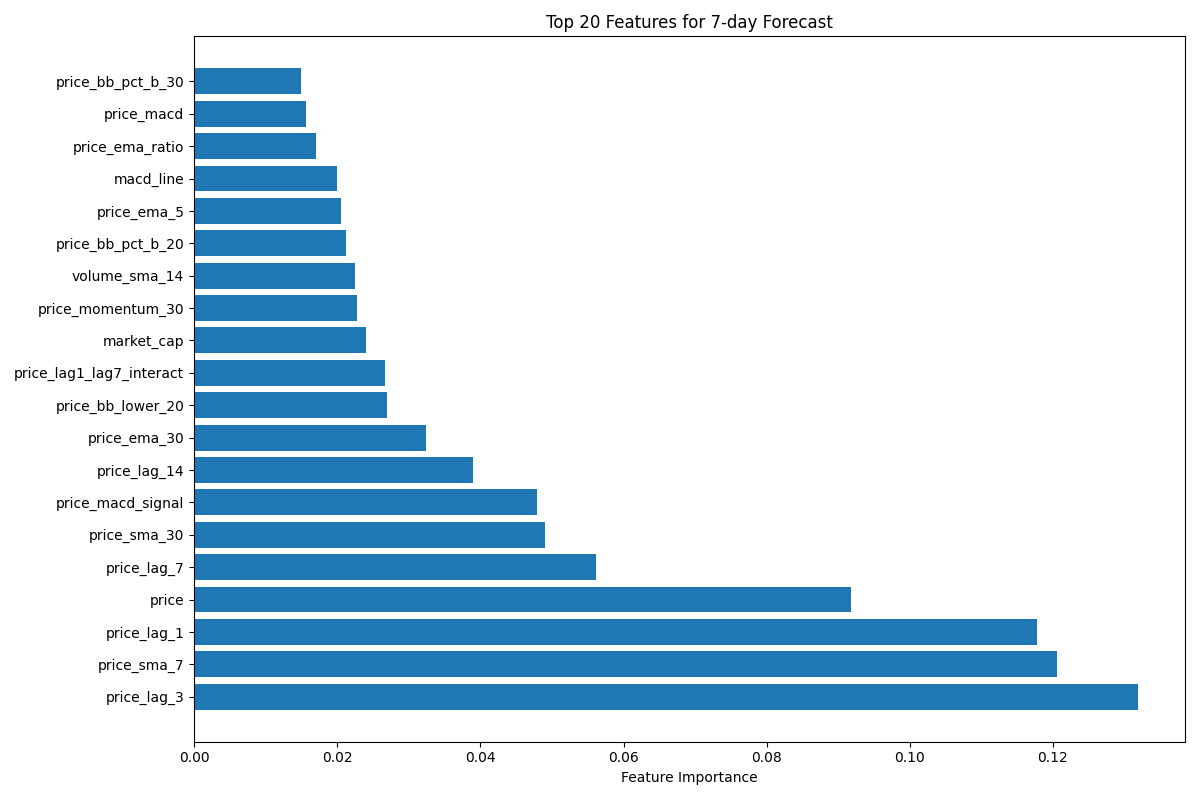 Top 20 Features for 7-day Forecast
price_bb_pct_b_30
price_macd
price_ema_ratio
macd_line
price_ema_5
price_bb_pct_b_20
volume_sma_14
price_momentum_30
market_cap
price_lag1_lag7_interact
price_bb_lower_20
price_ema_30
price_lag_14
price_macd_signal
price_sma_30
price_lag_7
price
price_lag_1
price_sma_7
price_lag_3
0.00 0.02 0.04 0.06 0.08 0.10 0.12
Feature Importance